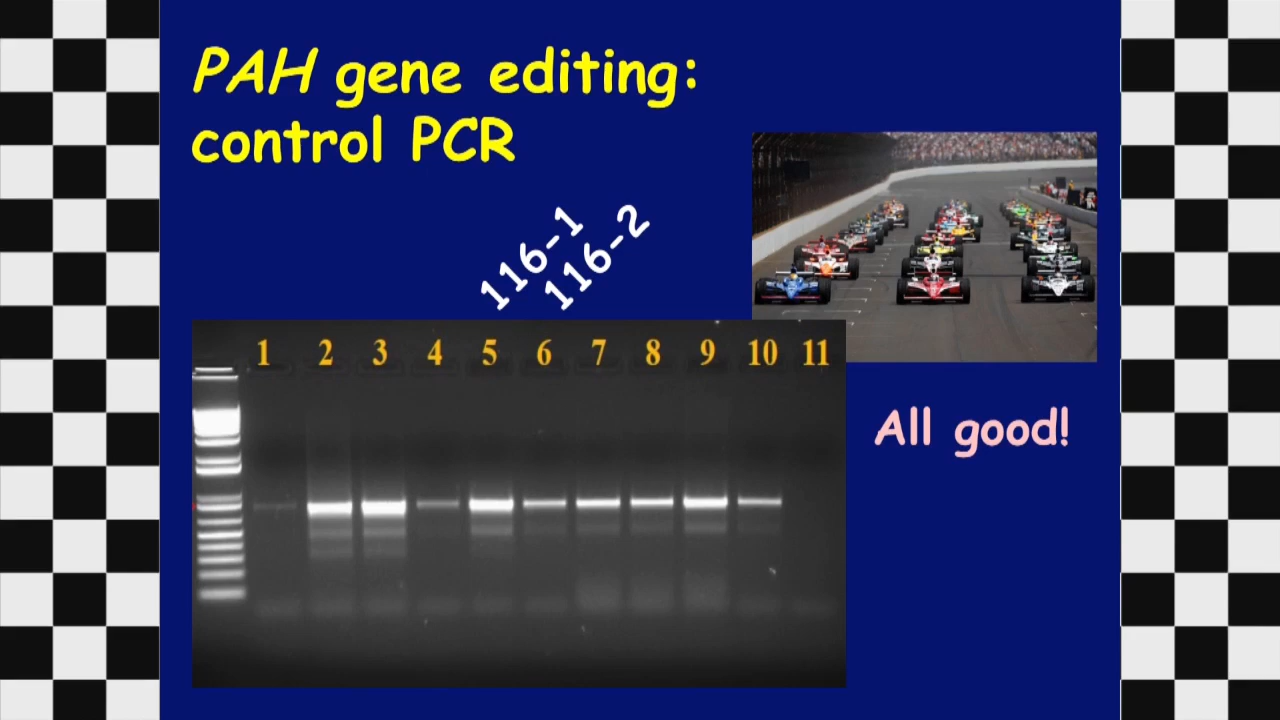 PAH gene editing:
control PCR
116-1
116-2
1 2 3 4 5 6 7 8 9 10 11
All good!